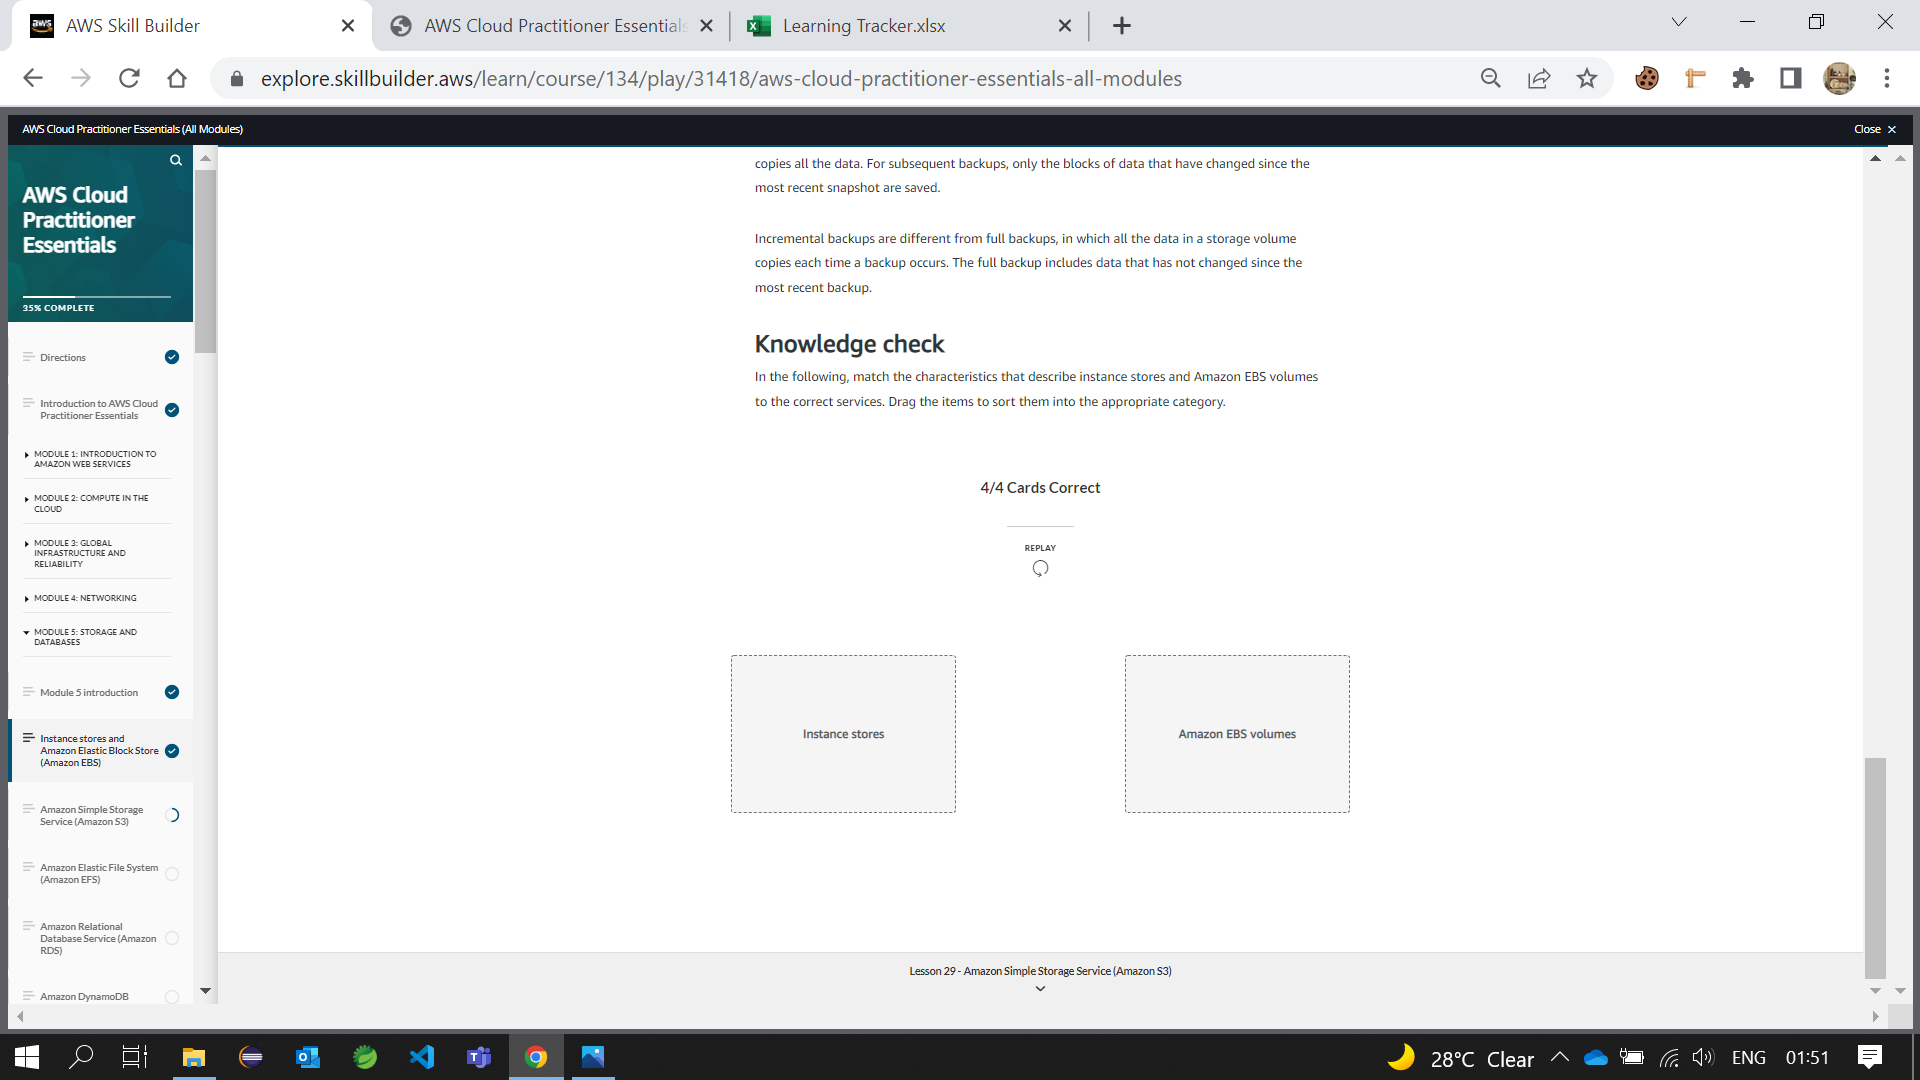 AWS Skill Builder
AWS Cloud Practitioner Essentials
Learning Tracker.xlsx
explore.skillbuilder.aws/learn/course/134/play/31418/aws-cloud-practitioner-essentials-all-modules
AWS Cloud Practitioner Essentials (All Modules)
Close
AWS Cloud
Practitioner
Essentials
35% COMPLETE
Directions
Introduction to AWS Cloud
Practitioner Essentials
MODULE 1: INTRODUCTION TO
AMAZON WEB SERVICES
MODULE 2: COMPUTE IN THE
CLOUD
MODULE 3: GLOBAL
INFRASTRUCTURE AND
RELIABILITY
MODULE 4: NETWORKING
MODULE 5: STORAGE AND
DATABASES
Module 5 introduction
Instance stores and
Amazon Elastic Block Store
(Amazon EBS)
Amazon Simple Storage
Service (Amazon S3)
Amazon Elastic File System
(Amazon EFS)
Amazon Relational
Database Service (Amazon
RDS)
Amazon DynamoDB
copies all the data. For subsequent backups, only the blocks of data that have changed since the
most recent snapshot are saved.
Incremental backups are different from full backups, in which all the data in a storage volume
copies each time a backup occurs. The full backup includes data that has not changed since the
most recent backup.
Knowledge check
In the following, match the characteristics that describe instance stores and Amazon EBS volumes
to the correct services. Drag the items to sort them into the appropriate category.
4/4 Cards Correct
REPLAY
Instance stores
Amazon EBS volumes
Lesson 29 - Amazon Simple Storage Service (Amazon S3)
28°C Clear
ENG
01:51